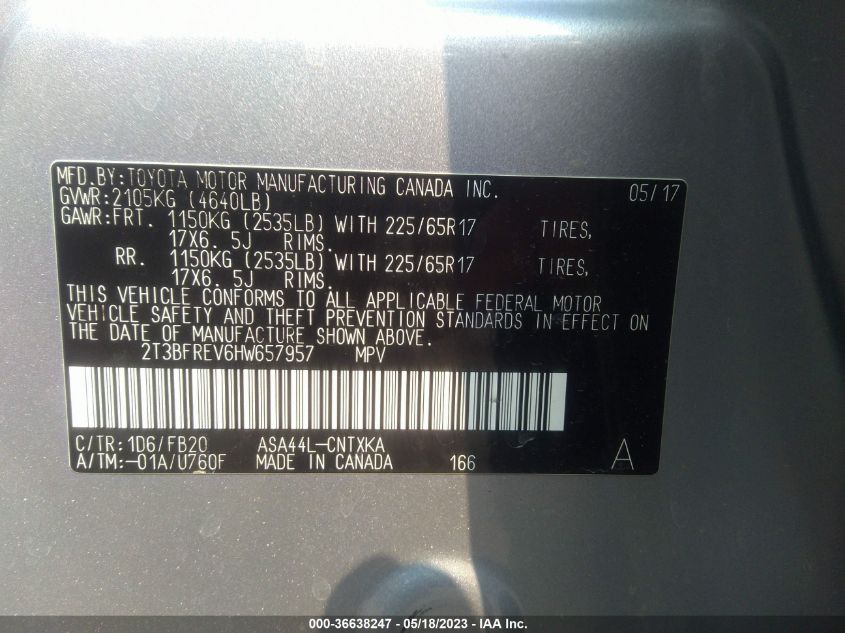 MFD.BY:TOYOTA MOTOR MANUFACTURING CANADA INC. 05/17
GVWR:2105KG (4640LB)
GAWR:FRT. 1150KG (2535LB) WITH 225/65R17 TIRES,
17X6. 5J RIMS.
RR. 1150KG (2535LB) WITH 225/65R17 TIRES,
17X6. 5J RIMS.
THIS VEHICLE CONFORMS TO ALL APPLICABLE FEDERAL MOTOR
VEHICLE SAFETY AND THEFT PREVENTION STANDARDS IN EFFECT ON
THE DATE OF MANUFACTURE SHOWN ABOVE.
2T3BFREV6HW657957 MPV
C/TR:1D6/FB20 ASA44L-CNTXKA
A/TM:-01A/U760F MADE IN CANADA 166 A
000-36638247 - 05/18/2023 - IAA Inc.